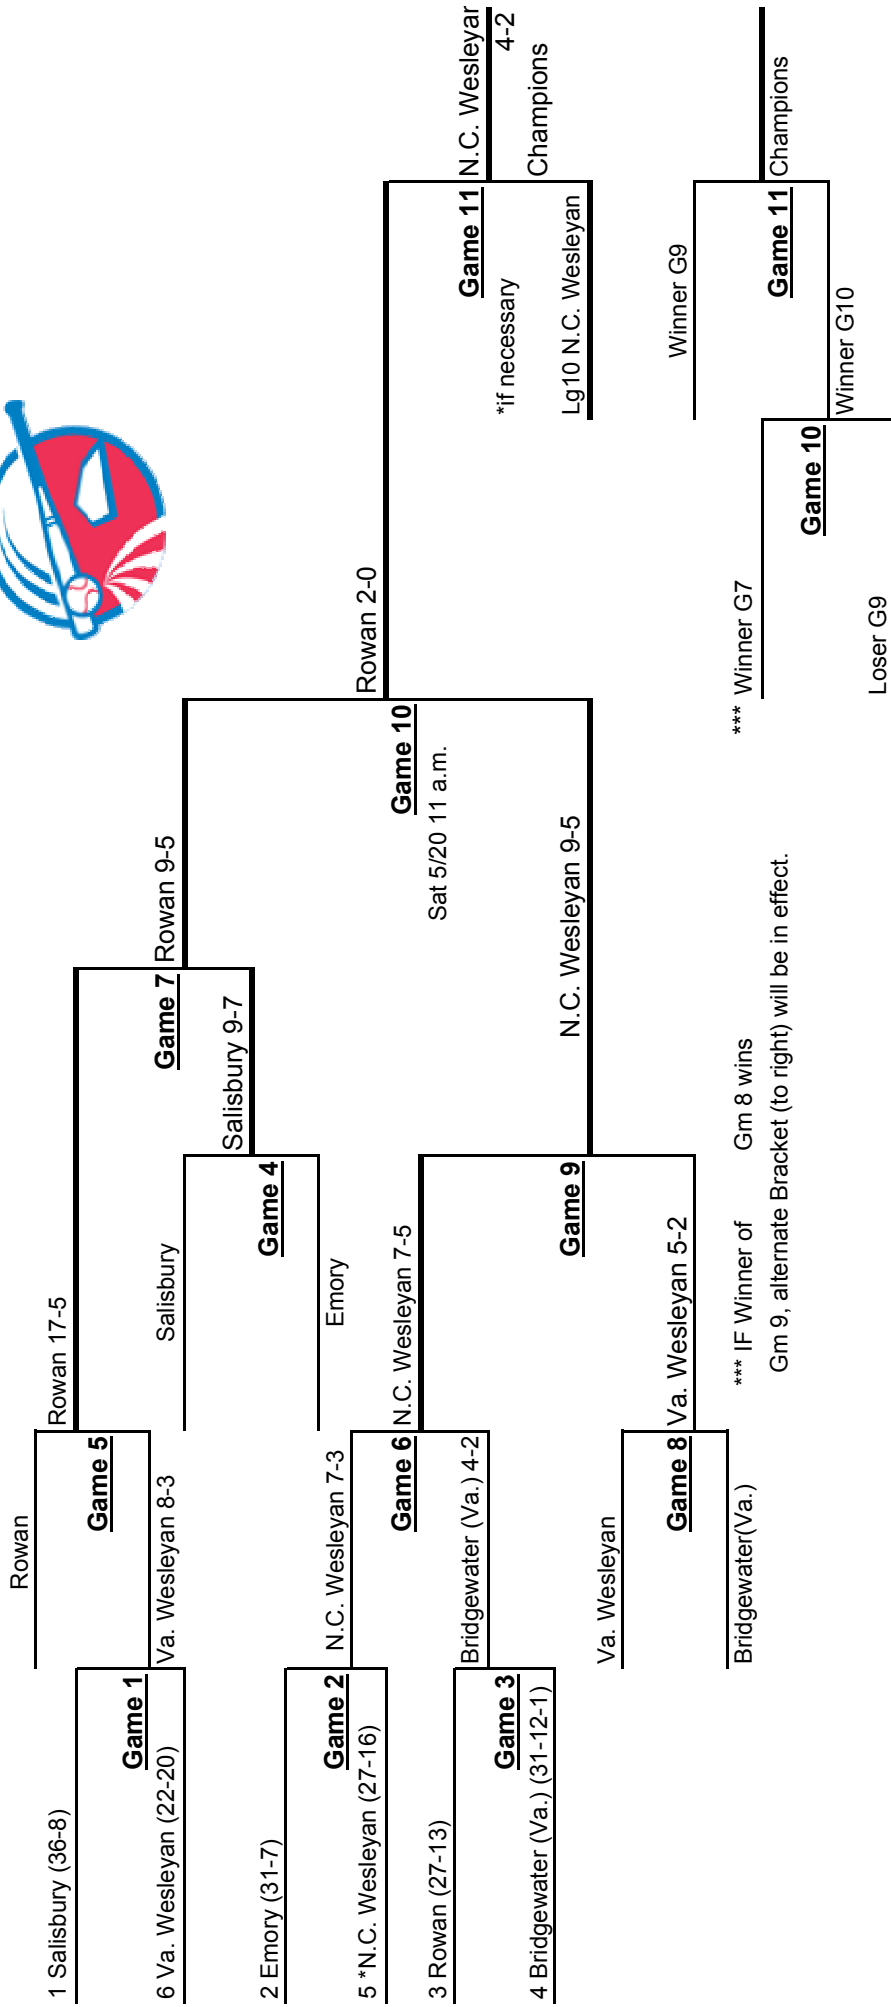 1 Salisbury (36-8)
Game 1
6 Va. Wesleyan (22-20)
2 Emory (31-7)
Game 2
5 *N.C. Wesleyan (27-16)
3 Rowan (27-13)
Game 3
4 Bridgewater (Va.) (31-12-1)
Rowan
Game 5
Va. Wesleyan 8-3
N.C. Wesleyan 7-3
Game 6
Bridgewater (Va.) 4-2
Va. Wesleyan
Game 8
Bridgewater(Va.)
Rowan 17-5
Salisbury
Game 4
Emory
N.C. Wesleyan 7-5
Game 9
Va. Wesleyan 5-2
*** IF Winner of Gm 8 wins
Gm 9, alternate Bracket (to right) will be in effect.
Rowan 9-5
Game 7
Salisbury 9-7
N.C. Wesleyan 9-5
Game 10
Sat 5/20 11 a.m.
Rowan 2-0
Game 11
*if necessary
Lg10 N.C. Wesleyan
N.C. Wesleyar
4-2
Champions
*** Winner G7
Game 10
Loser G9
Winner G9
Game 11
Winner G10
Champions